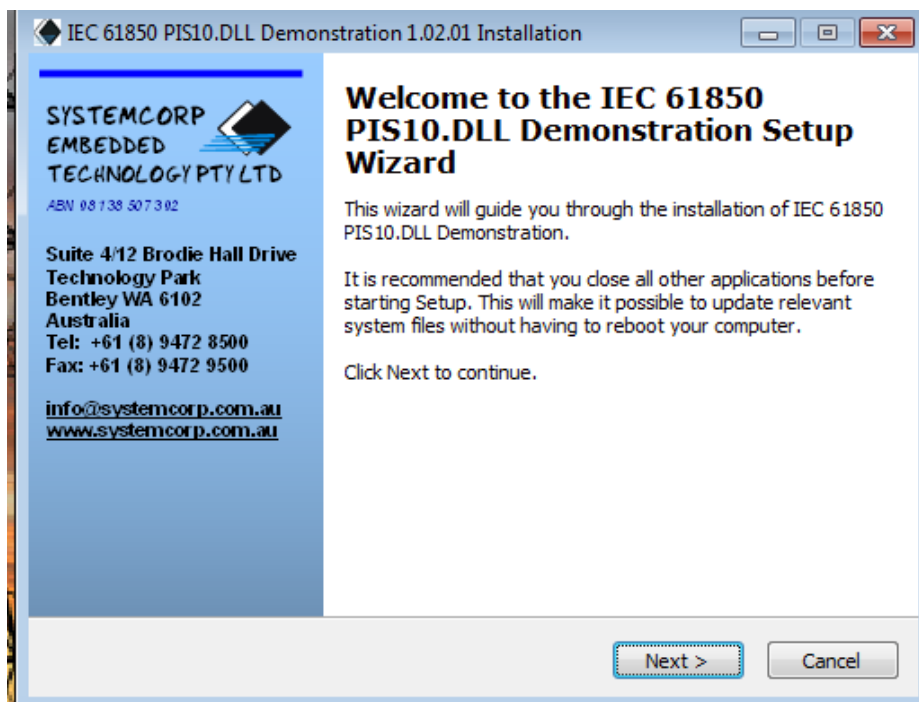 IEC 61850 PIS10.DLL Demonstration 1.02.01 Installation
SYSTEMCORP
EMBEDDED
TECHNOLOGY PTY LTD
ABN 98 138 507 392
Suite 4/12 Brodie Hall Drive
Technology Park
Bentley WA 6102
Australia
Tel: +61 (8) 9472 8500
Fax: +61 (8) 9472 9500
info@systemcorp.com.au
www.systemcorp.com.au
Welcome to the IEC 61850
PIS10.DLL Demonstration Setup
Wizard
This wizard will guide you through the installation of IEC 61850
PIS10.DLL Demonstration.
It is recommended that you close all other applications before
starting Setup. This will make it possible to update relevant
system files without having to reboot your computer.
Click Next to continue.
Next >
Cancel